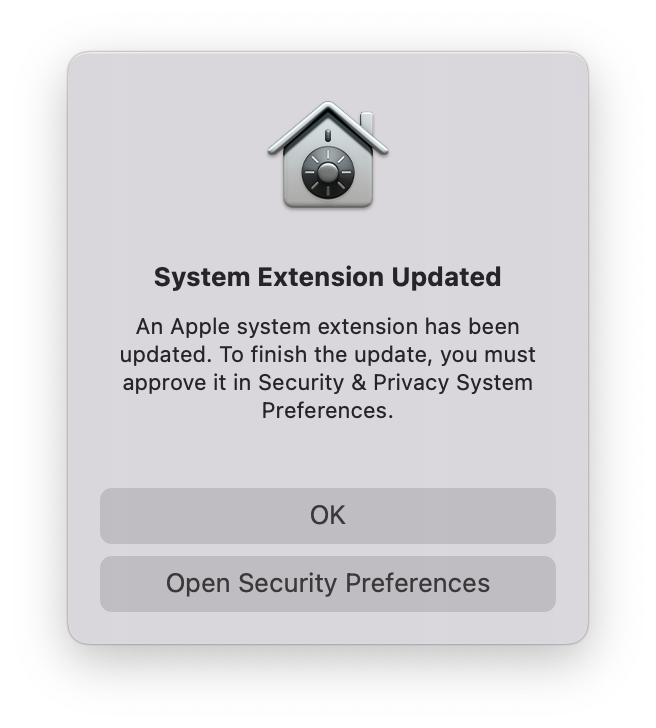 System Extension Updated
An Apple system extension has been
updated. To finish the update, you must
approve it in Security & Privacy System
Preferences.
OK
Open Security Preferences